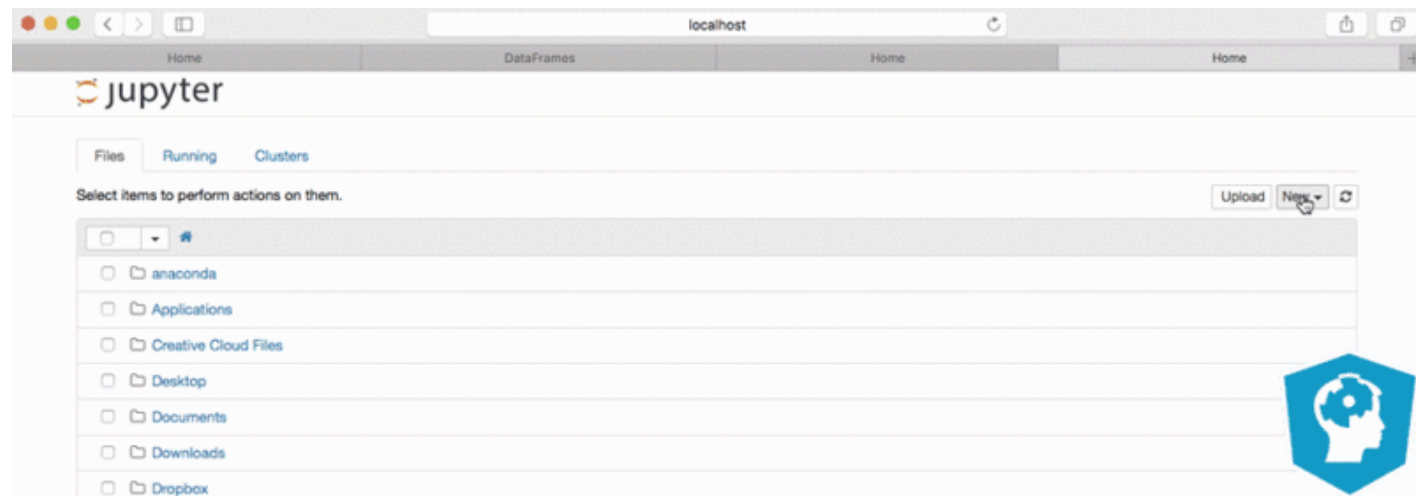 localhost
Home DataFrames Home Home
jupyter
Files Running Clusters
Select items to perform actions on them.
Upload New
anaconda
Applications
Creative Cloud Files
Desktop
Documents
Downloads
Dropbox